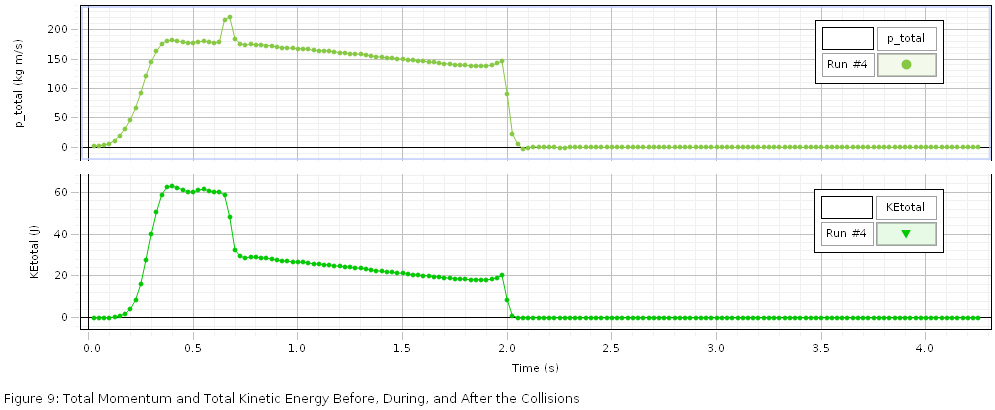 p_total (kg m/s)
200
150
100
50
0
p_total
Run #4
KEtotal (J)
60
40
20
0
KEtotal
Run #4
0.0 0.5 1.0 1.5 2.0 2.5 3.0 3.5 4.0
Time (s)
Figure 9: Total Momentum and Total Kinetic Energy Before, During, and After the Collisions